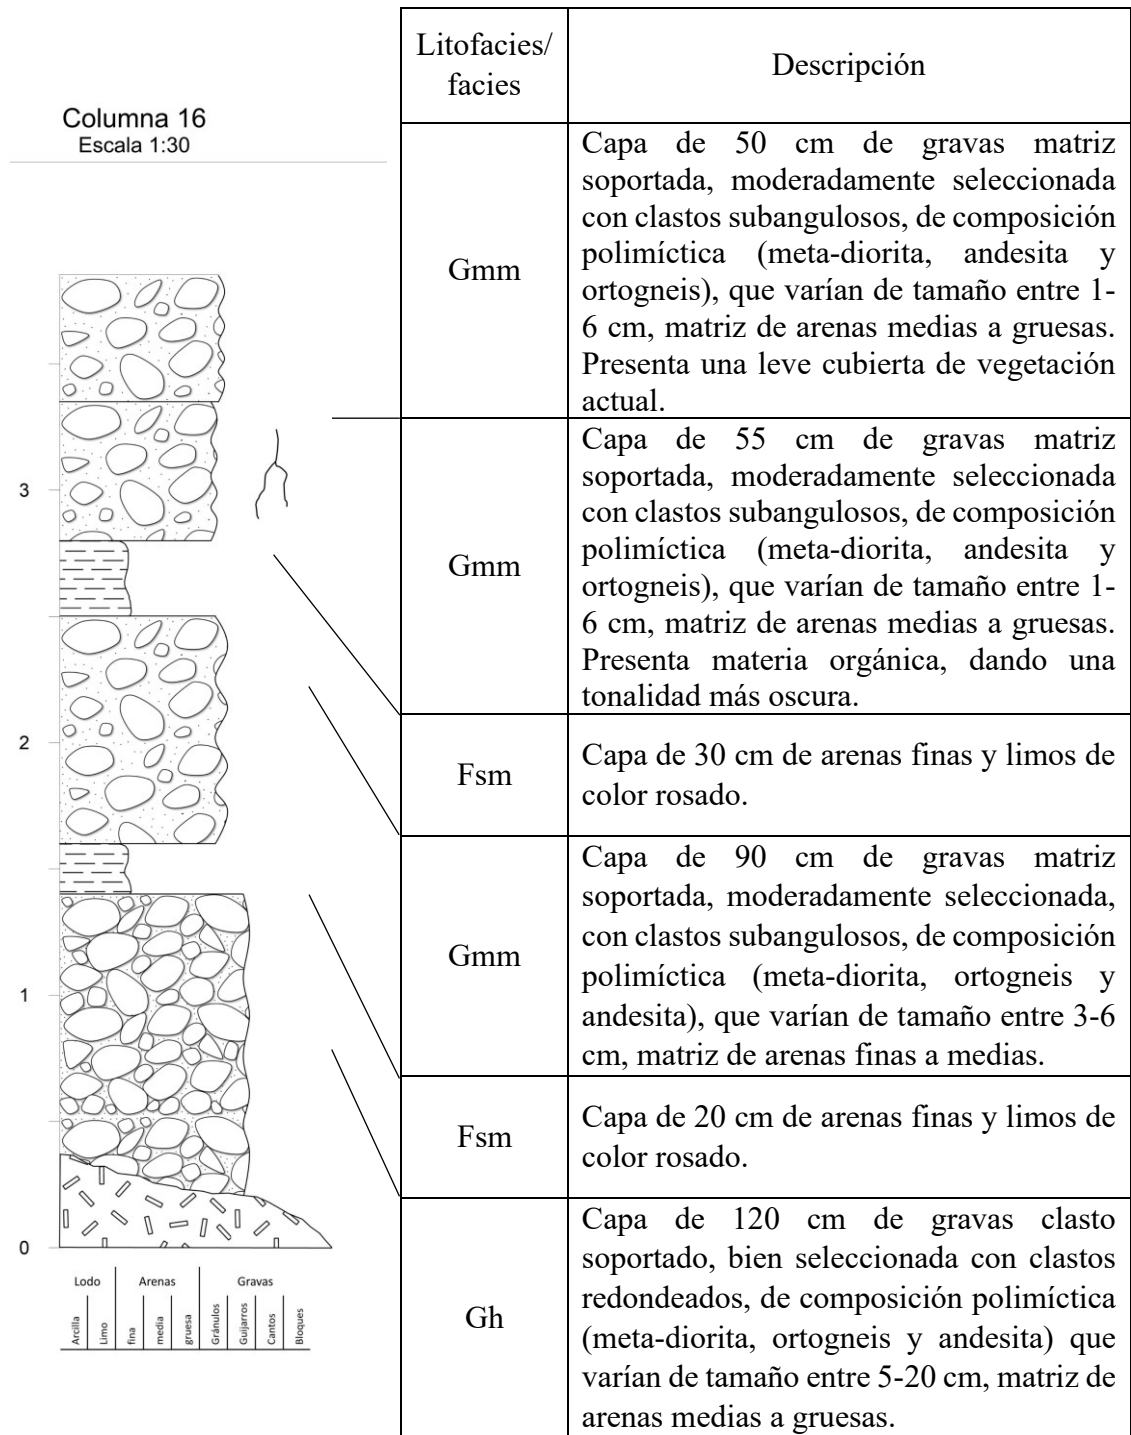 Columna 16
Escala 1:30
3
2
1
0
Lodo Arenas Gravas
Arcilla
Limo
fina
media
gruesa
Gránulos
Guijarros
Cantos
Bloques
Litofacies/
facies
Descripción
Gmm
Capa de 50 cm de gravas matriz
soportada, moderadamente seleccionada
con clastos subangulosos, de composición
polimíctica (meta-diorita, andesita y
ortogneis), que varían de tamaño entre 1-
6 cm, matriz de arenas medias a gruesas.
Presenta una leve cubierta de vegetación
actual.
Gmm
Capa de 55 cm de gravas matriz
soportada, moderadamente seleccionada
con clastos subangulosos, de composición
polimíctica (meta-diorita, andesita y
ortogneis), que varían de tamaño entre 1-
6 cm, matriz de arenas medias a gruesas.
Presenta materia orgánica, dando una
tonalidad más oscura.
Fsm
Capa de 30 cm de arenas finas y limos de
color rosado.
Gmm
Capa de 90 cm de gravas matriz
soportada, moderadamente seleccionada,
con clastos subangulosos, de composición
polimíctica (meta-diorita, ortogneis y
andesita), que varían de tamaño entre 3-6
cm, matriz de arenas finas a medias.
Fsm
Capa de 20 cm de arenas finas y limos de
color rosado.
Gh
Capa de 120 cm de gravas clasto
soportado, bien seleccionada con clastos
redondeados, de composición polimíctica
(meta-diorita, ortogneis y andesita) que
varían de tamaño entre 5-20 cm, matriz de
arenas medias a gruesas.